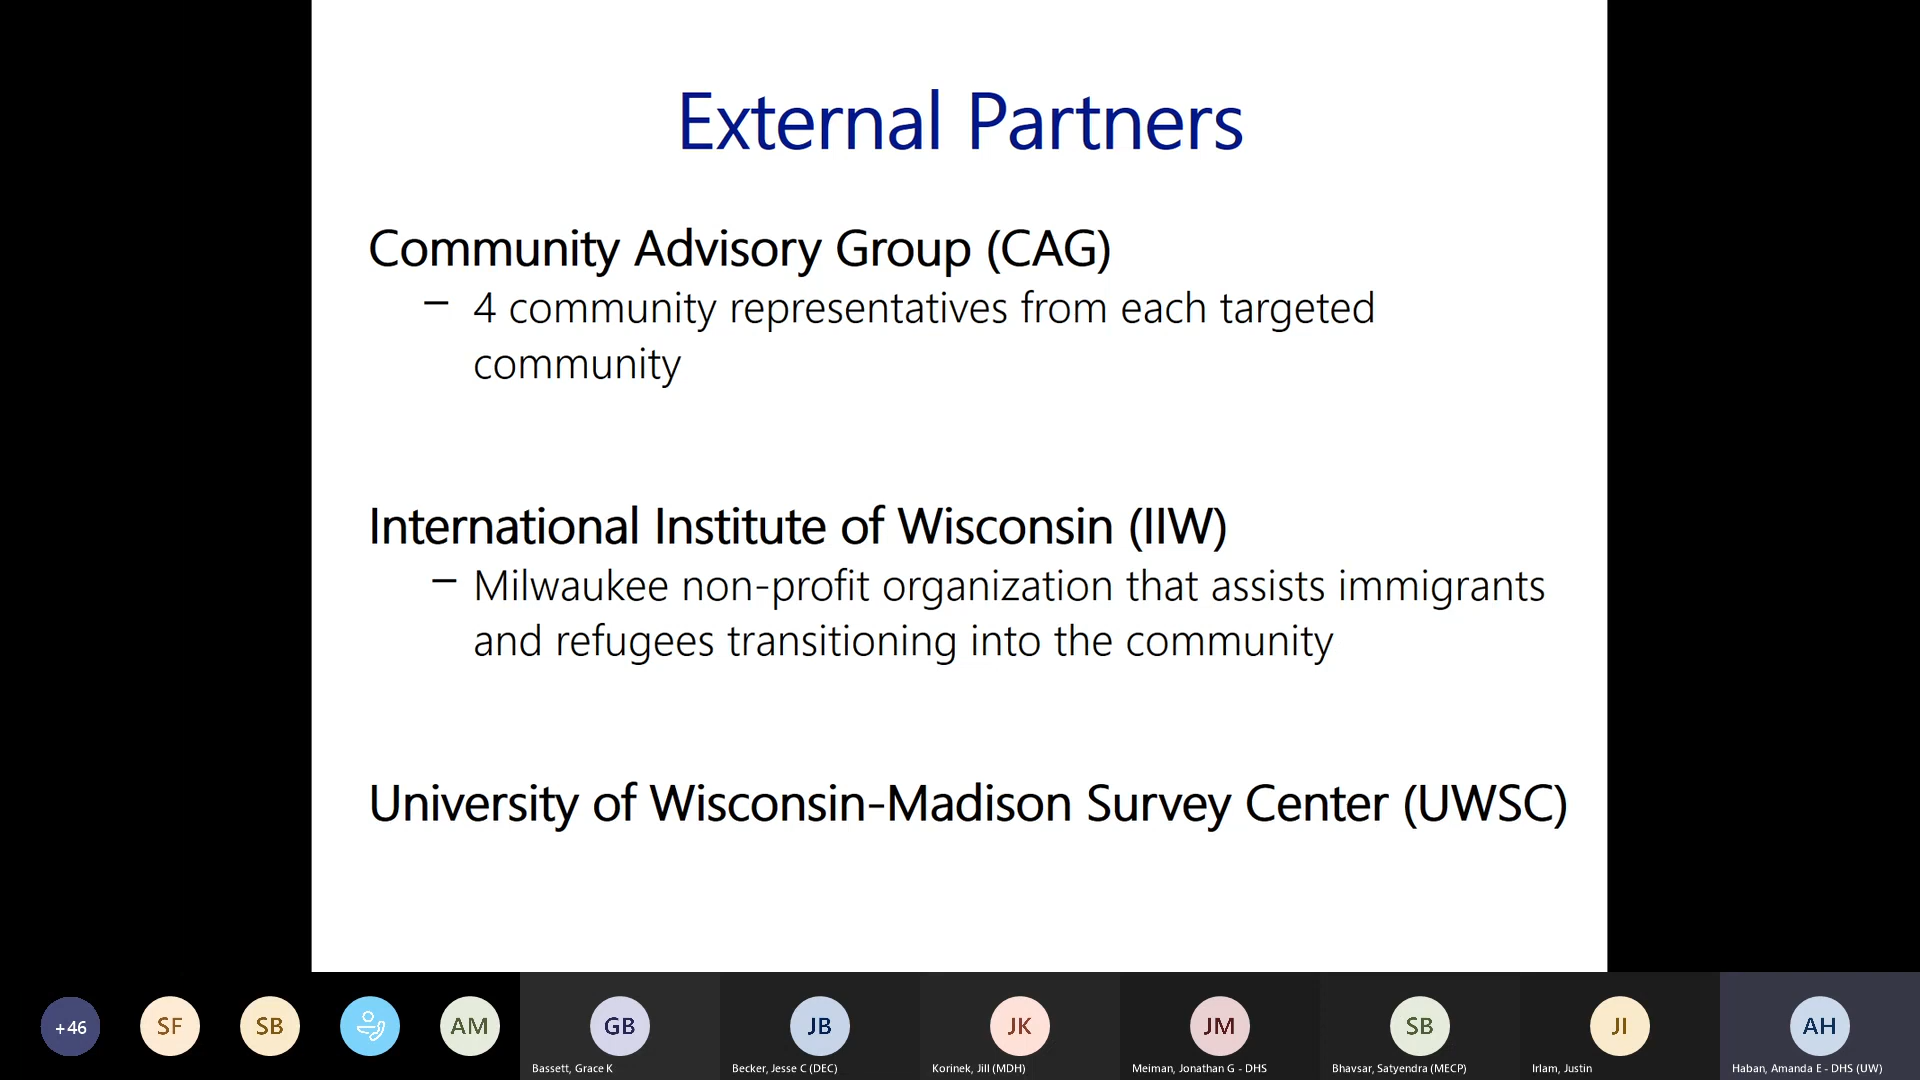 External Partners
Community Advisory Group (CAG)
– 4 community representatives from each targeted
community
International Institute of Wisconsin (IIW)
– Milwaukee non-profit organization that assists immigrants
and refugees transitioning into the community
University of Wisconsin-Madison Survey Center (UWSC)
+46 SF SB AM GB JB JK JM SB JI AH
Bassett, Grace K Becker, Jesse C (DEC) Korinek, Jill (MDH) Meiman, Jonathan G - DHS Bhavsar, Satyendra (MECP) Irlam, Justin Haban, Amanda E - DHS (UW)